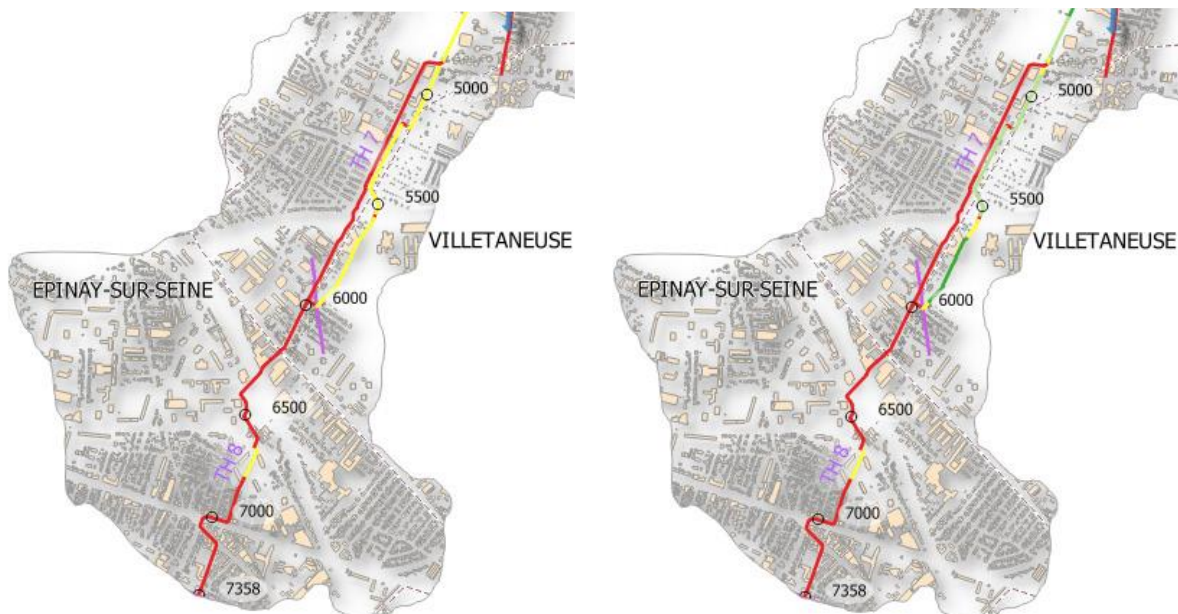 5000
TH 7
5500
VILLETANEUSE
EPINAY-SUR-SEINE
6000
6500
TH 8
7000
7358
5000
TH 7
5500
VILLETANEUSE
EPINAY-SUR-SEINE
6000
6500
TH 8
7000
7358